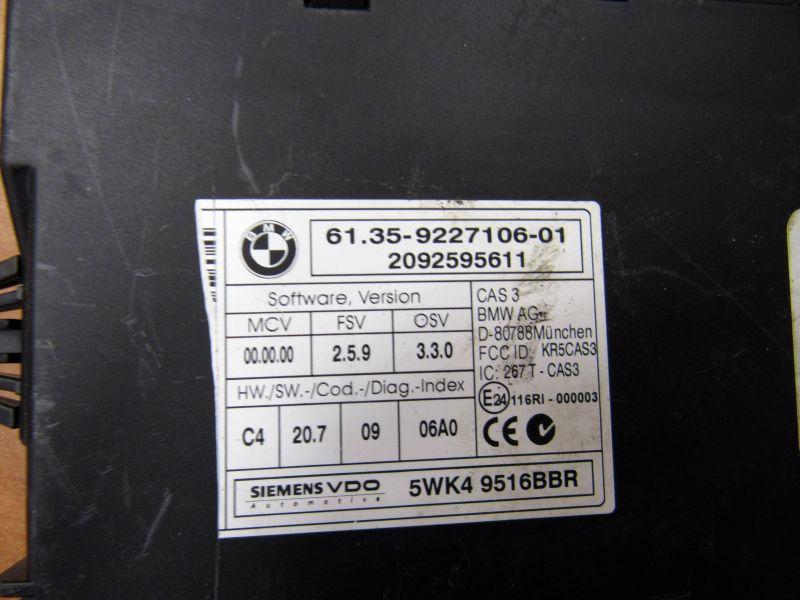 BMW
61.35-9227106-01
2092595611
Software, Version
MCV FSV OSV
00.00.00 2.5.9 3.3.0
HW./SW.-/Cod.-/Diag.-Index
C4 20.7 09 06A0
CAS 3
BMW AG
D-80788München
FCC ID: KR5CAS3
IC: 267T-CAS3
E24 116RI-000003
CE
SIEMENS VDO
Automotive
5WK4 9516BBR